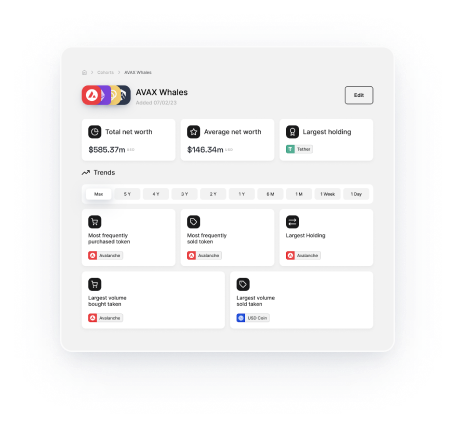 Cohorts > AVAX Whales
AVAX Whales
Added 07/02/23
Edit
Total net worth
$585.37m
Average net worth
$146.34m
Largest holding
Tether
Trends
Max 5 Y 4 Y 3 Y 2 Y 1 Y 6 M 1 M 1 Week 1 Day
Most frequently
purchased token
Avalanche
Most frequently
sold token
Avalanche
Largest Holding
Avalanche
Largest volume
bought taken
Avalanche
Largest volume
sold taken
USD Coin